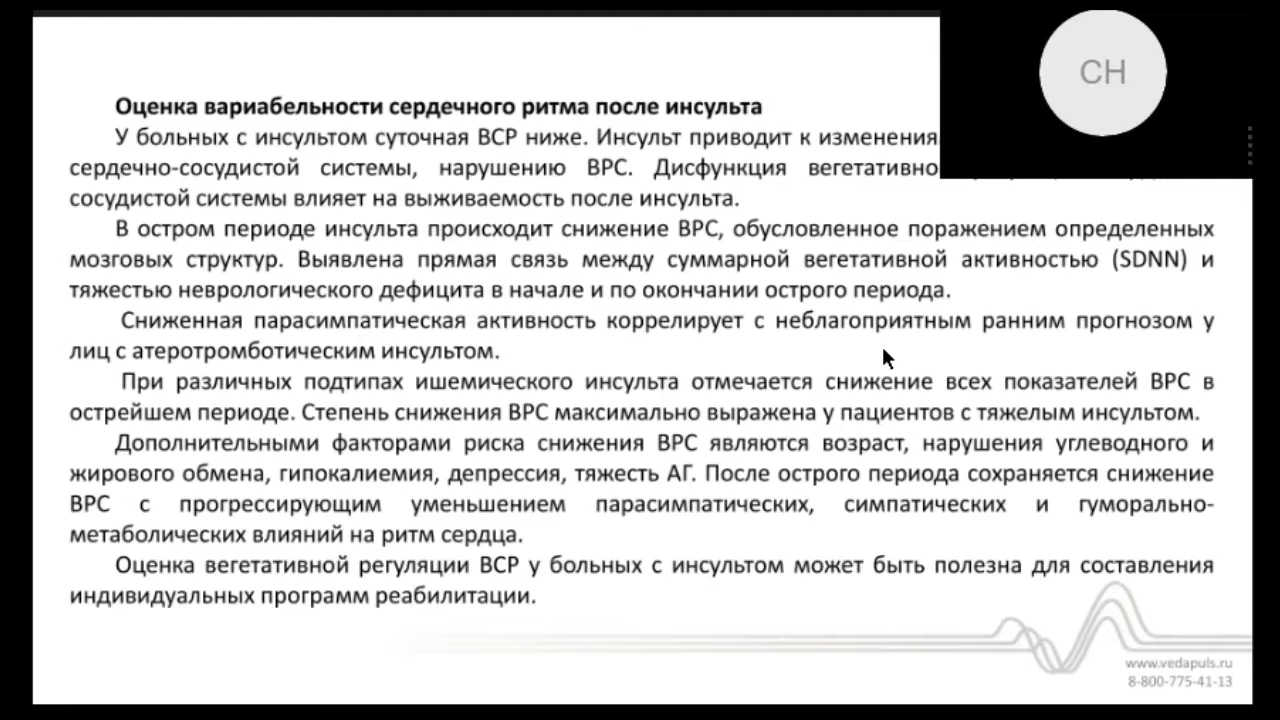 CH
Оценка вариабельности сердечного ритма после инсульта
У больных с инсультом суточная ВСР ниже. Инсульт приводит к
сердечно-сосудистой системы, нарушению ВРС. Дисфункция
сосудистой системы влияет на выживаемость после инсульта.
В остром периоде инсульта происходит снижение ВРС, обусловленное поражением определенных
мозговых структур. Выявлена прямая связь между суммарной вегетативной активностью (SDNN) и
тяжестью неврологического дефицита в начале и по окончании острого периода.
Сниженная парасимпатическая активность коррелирует с неблагоприятным ранним прогнозом у
лиц с атеротромботическим инсультом.
При различных подтипах ишемического инсульта отмечается снижение всех показателей ВРС в
острейшем периоде. Степень снижения ВРС максимально выражена у пациентов с тяжелым инсультом.
Дополнительными факторами риска снижения ВРС являются возраст, нарушения углеводного и
жирового обмена, гипокалиемия, депрессия, тяжесть АГ. После острого периода сохраняется снижение
ВРС с прогрессирующим уменьшением парасимпатических, симпатических и гуморально-
метаболических влияний на ритм сердца.
Оценка вегетативной регуляции ВСР у больных с инсультом может быть полезна для составления
индивидуальных программ реабилитации.
www.vedapuls.ru
8-800-775-41-13